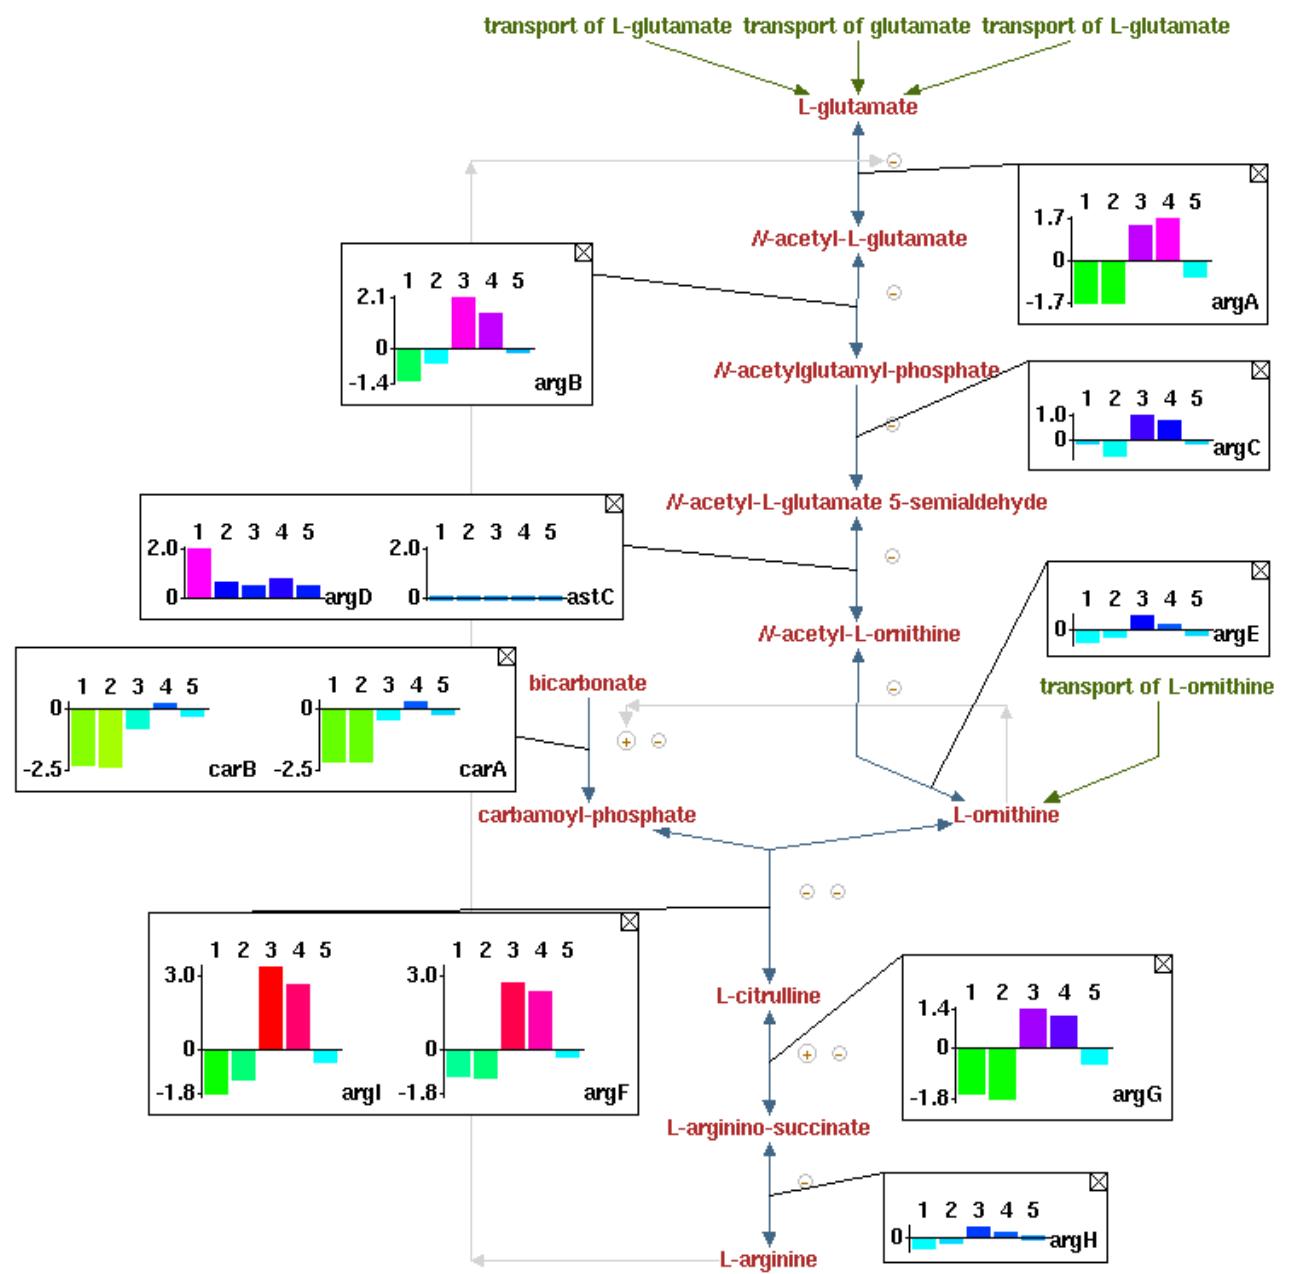 transport of L-glutamate transport of glutamate transport of L-glutamate
L-glutamate
-
1 2 3 4 5
1.7
0
-1.7
argA
N-acetyl-L-glutamate
1 2 3 4 5
2.1
0
-1.4
argB
-
N-acetylglutamyl-phosphate
1 2 3 4 5
1.0
0
argC
-
N-acetyl-L-glutamate 5-semialdehyde
1 2 3 4 5
2.0
0
argD
1 2 3 4 5
2.0
0
astC
-
N-acetyl-L-ornithine
1 2 3 4 5
0
argE
1 2 3 4 5
0
-2.5
carB
1 2 3 4 5
0
-2.5
carA
bicarbonate
-
transport of L-ornithine
+ -
carbamoyl-phosphate
L-ornithine
- -
1 2 3 4 5
3.0
0
-1.8
argI
1 2 3 4 5
3.0
0
-1.8
argF
L-citrulline
1 2 3 4 5
1.4
0
-1.8
argG
+ -
L-arginino-succinate
-
1 2 3 4 5
0
argH
L-arginine